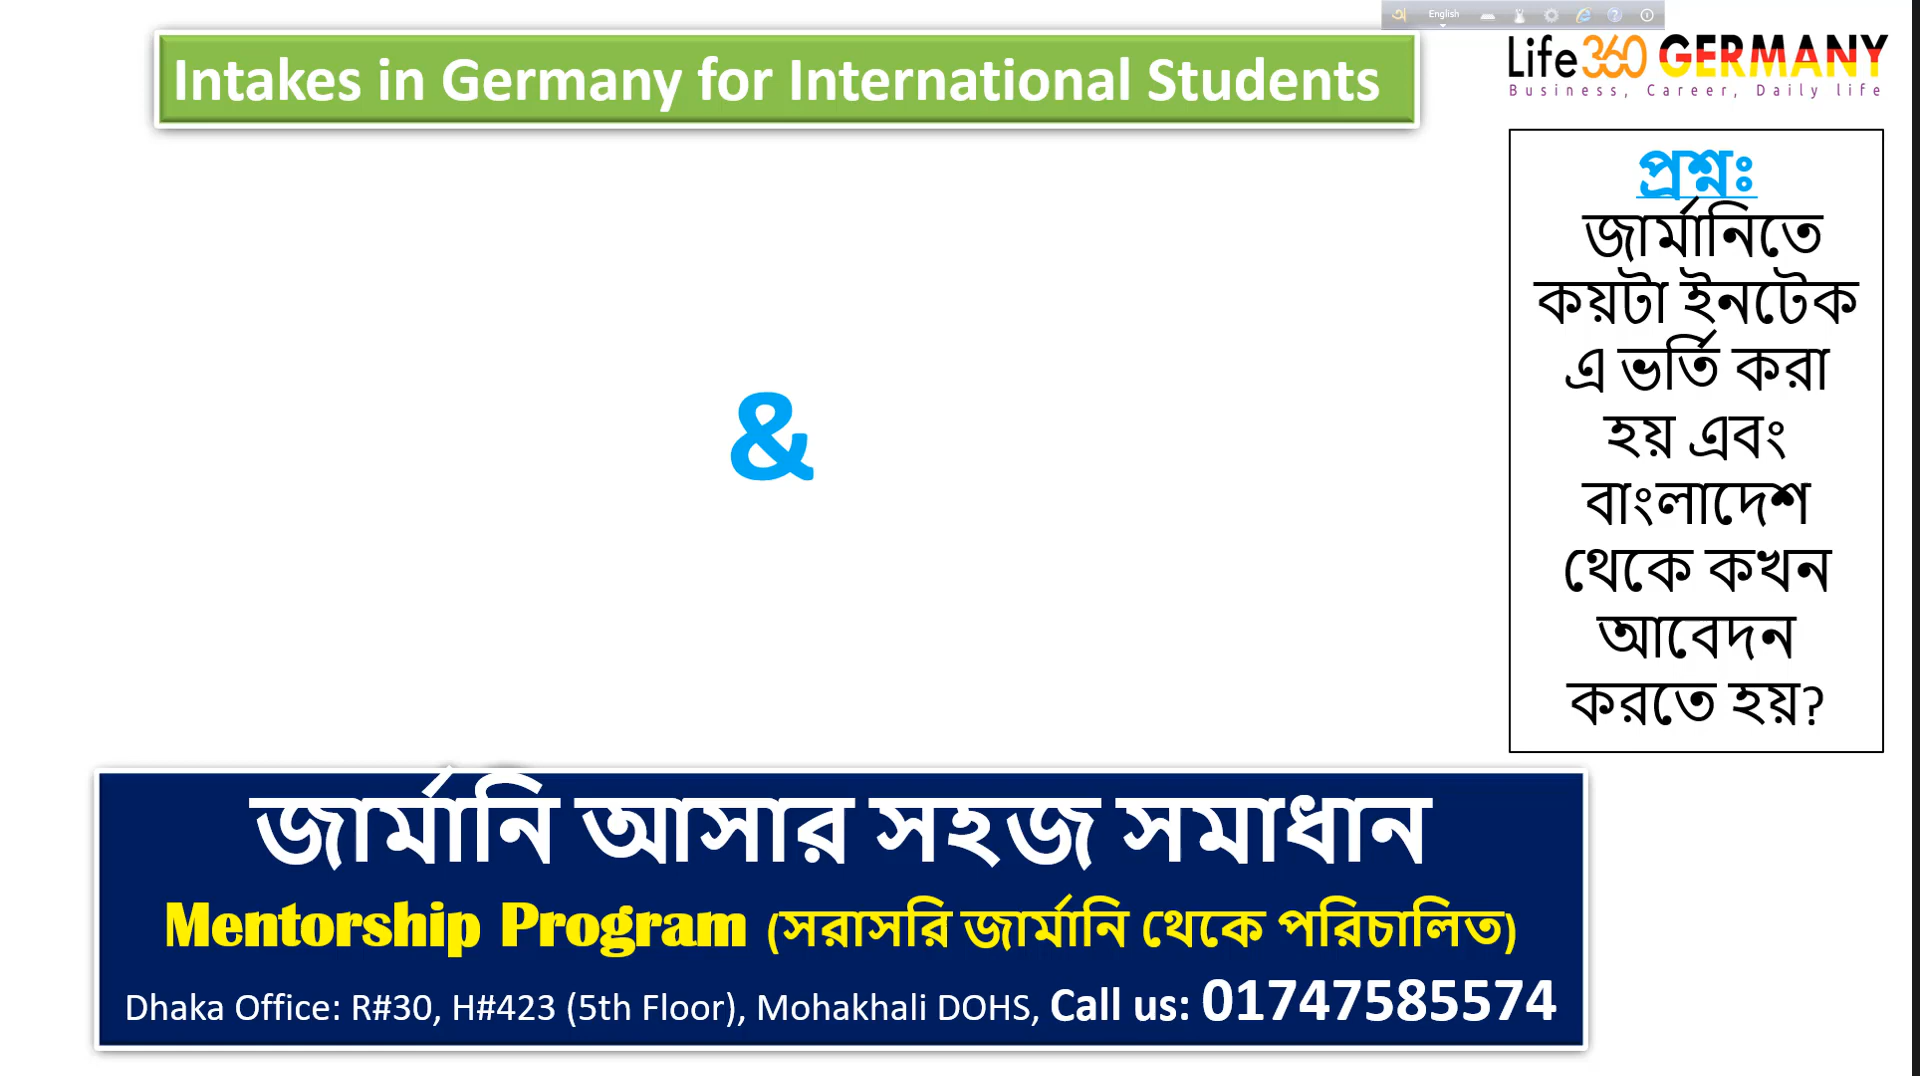 English
Intakes in Germany for International Students
Life360 GERMANY
Business, Career, Daily life
প্রশ্নঃ
জার্মানিতে
কয়টা ইনটেক
এ ভর্তি করা
হয় এবং
বাংলাদেশ
থেকে কখন
আবেদন
করতে হয়?
&
জার্মানি আসার সহজ সমাধান
Mentorship Program (সরাসরি জার্মানি থেকে পরিচালিত)
Dhaka Office: R#30, H#423 (5th Floor), Mohakhali DOHS, Call us: 01747585574